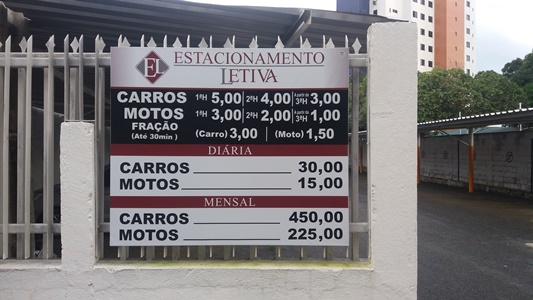 EL ESTACIONAMENTO
LETIVA
CARROS 1ªH 5,00 2ªH 4,00 A partir da 3ªH 3,00
MOTOS 1ªH 3,00 2ªH 2,00 A partir da 3ªH 1,00
FRAÇÃO
(Até 30min) (Carro) 3,00 (Moto) 1,50
DIÁRIA
CARROS 30,00
MOTOS 15,00
MENSAL
CARROS 450,00
MOTOS 225,00